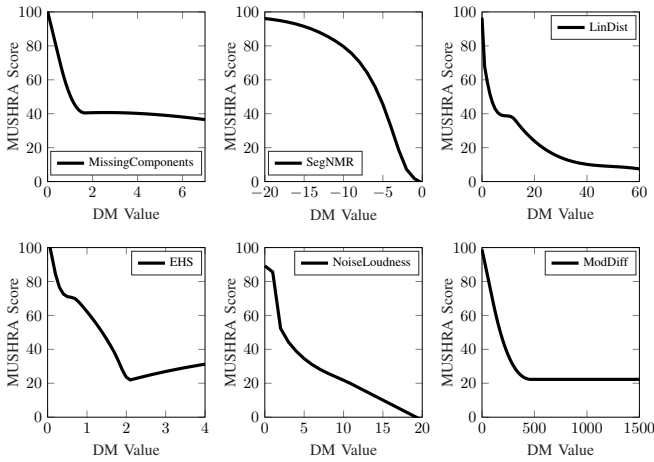 100
80
60
40
20
0
MUSHRA Score
MissingComponents
0 2 4 6
DM Value
100
80
60
40
20
0
MUSHRA Score
SegNMR
−20 −15 −10 −5 0
DM Value
100
80
60
40
20
0
MUSHRA Score
LinDist
0 20 40 60
DM Value
100
80
60
40
20
0
MUSHRA Score
EHS
0 1 2 3 4
DM Value
100
80
60
40
20
0
MUSHRA Score
NoiseLoudness
0 5 10 15 20
DM Value
100
80
60
40
20
0
MUSHRA Score
ModDiff
0 500 1000 1500
DM Value